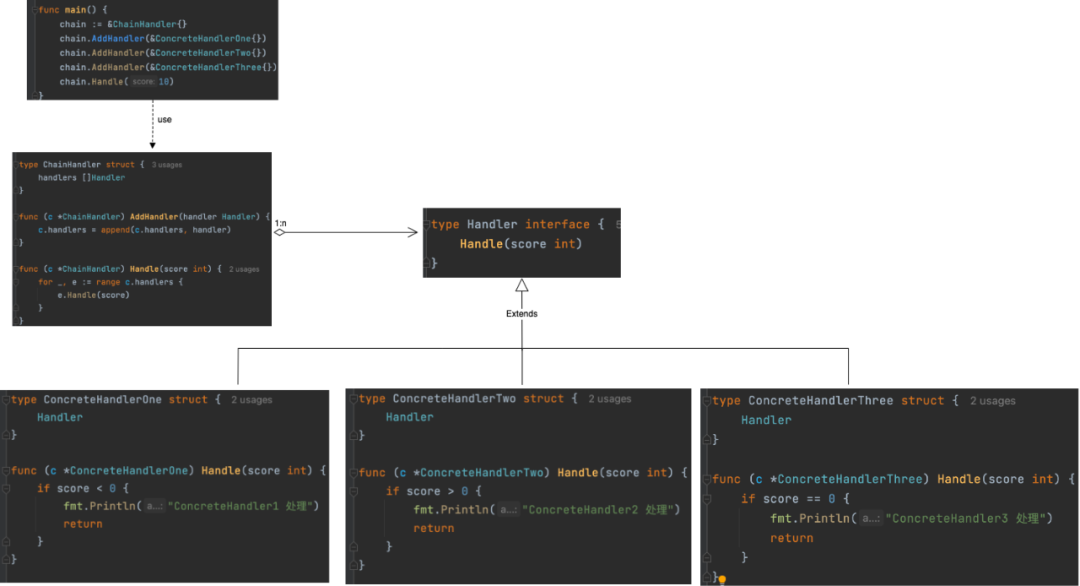 func main() {
chain := &ChainHandler{}
chain.AddHandler(&ConcreteHandlerOne{})
chain.AddHandler(&ConcreteHandlerTwo{})
chain.AddHandler(&ConcreteHandlerThree{})
chain.Handle( score: 10)
}
use
type ChainHandler struct { 3 usages
handlers []Handler
}
func (c *ChainHandler) AddHandler(handler Handler) {
c.handlers = append(c.handlers, handler)
}
func (c *ChainHandler) Handle(score int) { 2 usages
for _, e := range c.handlers {
e.Handle(score)
}
}
1:n
type Handler interface {
Handle(score int)
}
Extends
type ConcreteHandlerOne struct { 2 usages
Handler
}
func (c *ConcreteHandlerOne) Handle(score int) {
if score < 0 {
fmt.Println( a...: "ConcreteHandler1 处理")
return
}
}
type ConcreteHandlerTwo struct { 2 usages
Handler
}
func (c *ConcreteHandlerTwo) Handle(score int) {
if score > 0 {
fmt.Println( a...: "ConcreteHandler2 处理")
return
}
}
type ConcreteHandlerThree struct { 2 usages
Handler
}
func (c *ConcreteHandlerThree) Handle(score int) {
if score == 0 {
fmt.Println( a...: "ConcreteHandler3 处理")
return
}
}